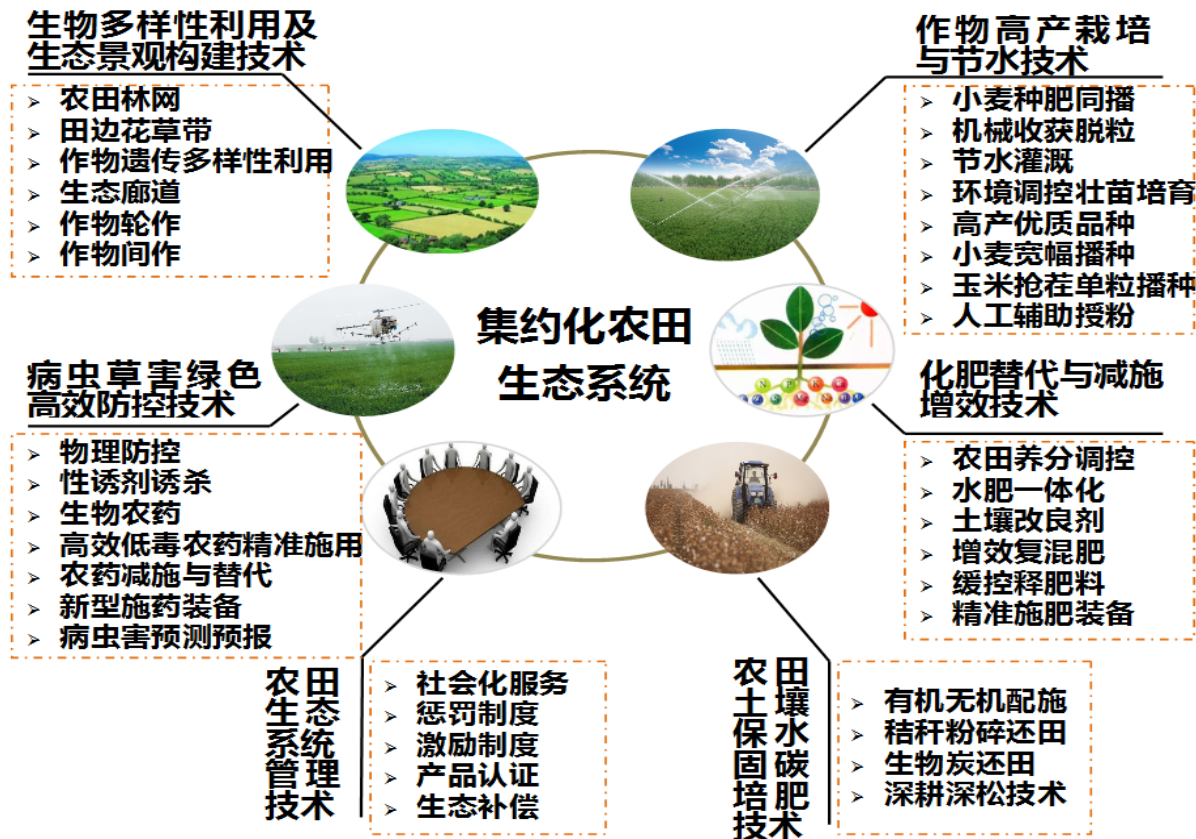 生物多样性利用及
生态景观构建技术
➢ 农田林网
➢ 田边花草带
➢ 作物遗传多样性利用
➢ 生态廊道
➢ 作物轮作
➢ 作物间作
作物高产栽培
与节水技术
➢ 小麦种肥同播
➢ 机械收获脱粒
➢ 节水灌溉
➢ 环境调控壮苗培育
➢ 高产优质品种
➢ 小麦宽幅播种
➢ 玉米抢茬单粒播种
➢ 人工辅助授粉
集约化农田
生态系统
病虫草害绿色
高效防控技术
➢ 物理防控
➢ 性诱剂诱杀
➢ 生物农药
➢ 高效低毒农药精准施用
➢ 农药减施与替代
➢ 新型施药装备
➢ 病虫害预测预报
化肥替代与减施
增效技术
➢ 农田养分调控
➢ 水肥一体化
➢ 土壤改良剂
➢ 增效复混肥
➢ 缓控释肥料
➢ 精准施肥装备
农田
生态
系统
管理
技术
➢ 社会化服务
➢ 惩罚制度
➢ 激励制度
➢ 产品认证
➢ 生态补偿
农田
土壤
保水
固碳
培肥
技术
➢ 有机无机配施
➢ 秸秆粉碎还田
➢ 生物炭还田
➢ 深耕深松技术